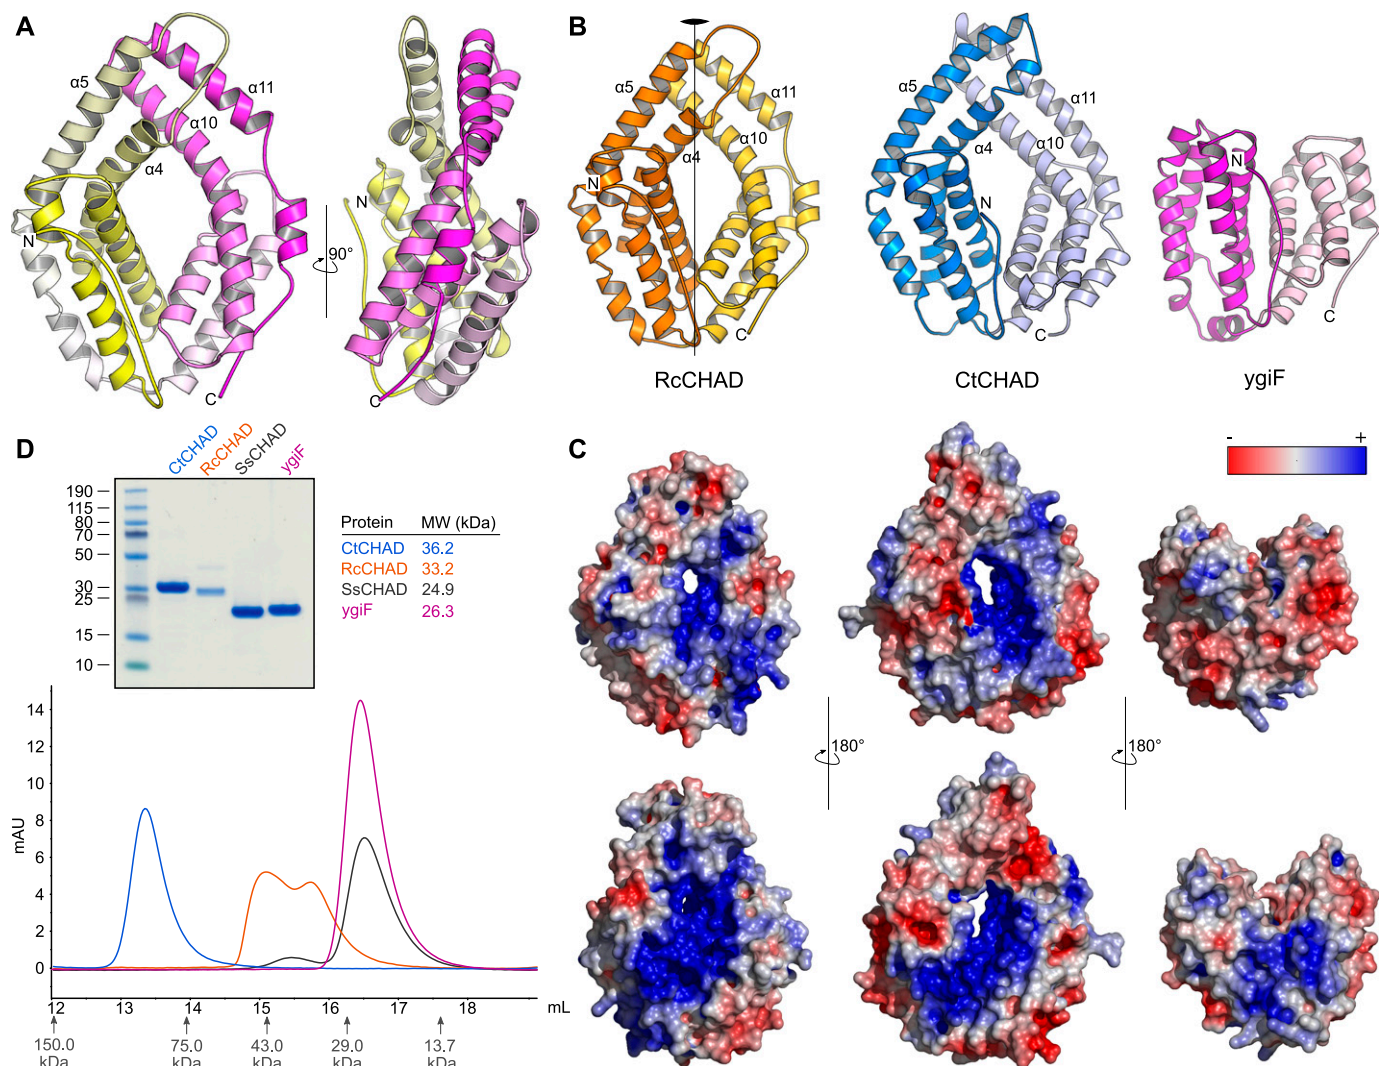 A
α5
α11
α10
α4
N
C
90°
N
C
B
α5
α11
α10
α4
N
C
RcCHAD
α5
α11
α10
α4
N
C
CtCHAD
N
C
ygiF
D
CtCHAD
RcCHAD
SsCHAD
ygiF
190
115
80
70
50
30
25
15
10
Protein MW (kDa)
CtCHAD 36.2
RcCHAD 33.2
SsCHAD 24.9
ygiF 26.3
mAU
14
12
10
8
6
4
2
0
12 13 14 15 16 17 18 mL
150.0 75.0 43.0 29.0 13.7
kDa kDa kDa kDa kDa
C
- +
180°
180°